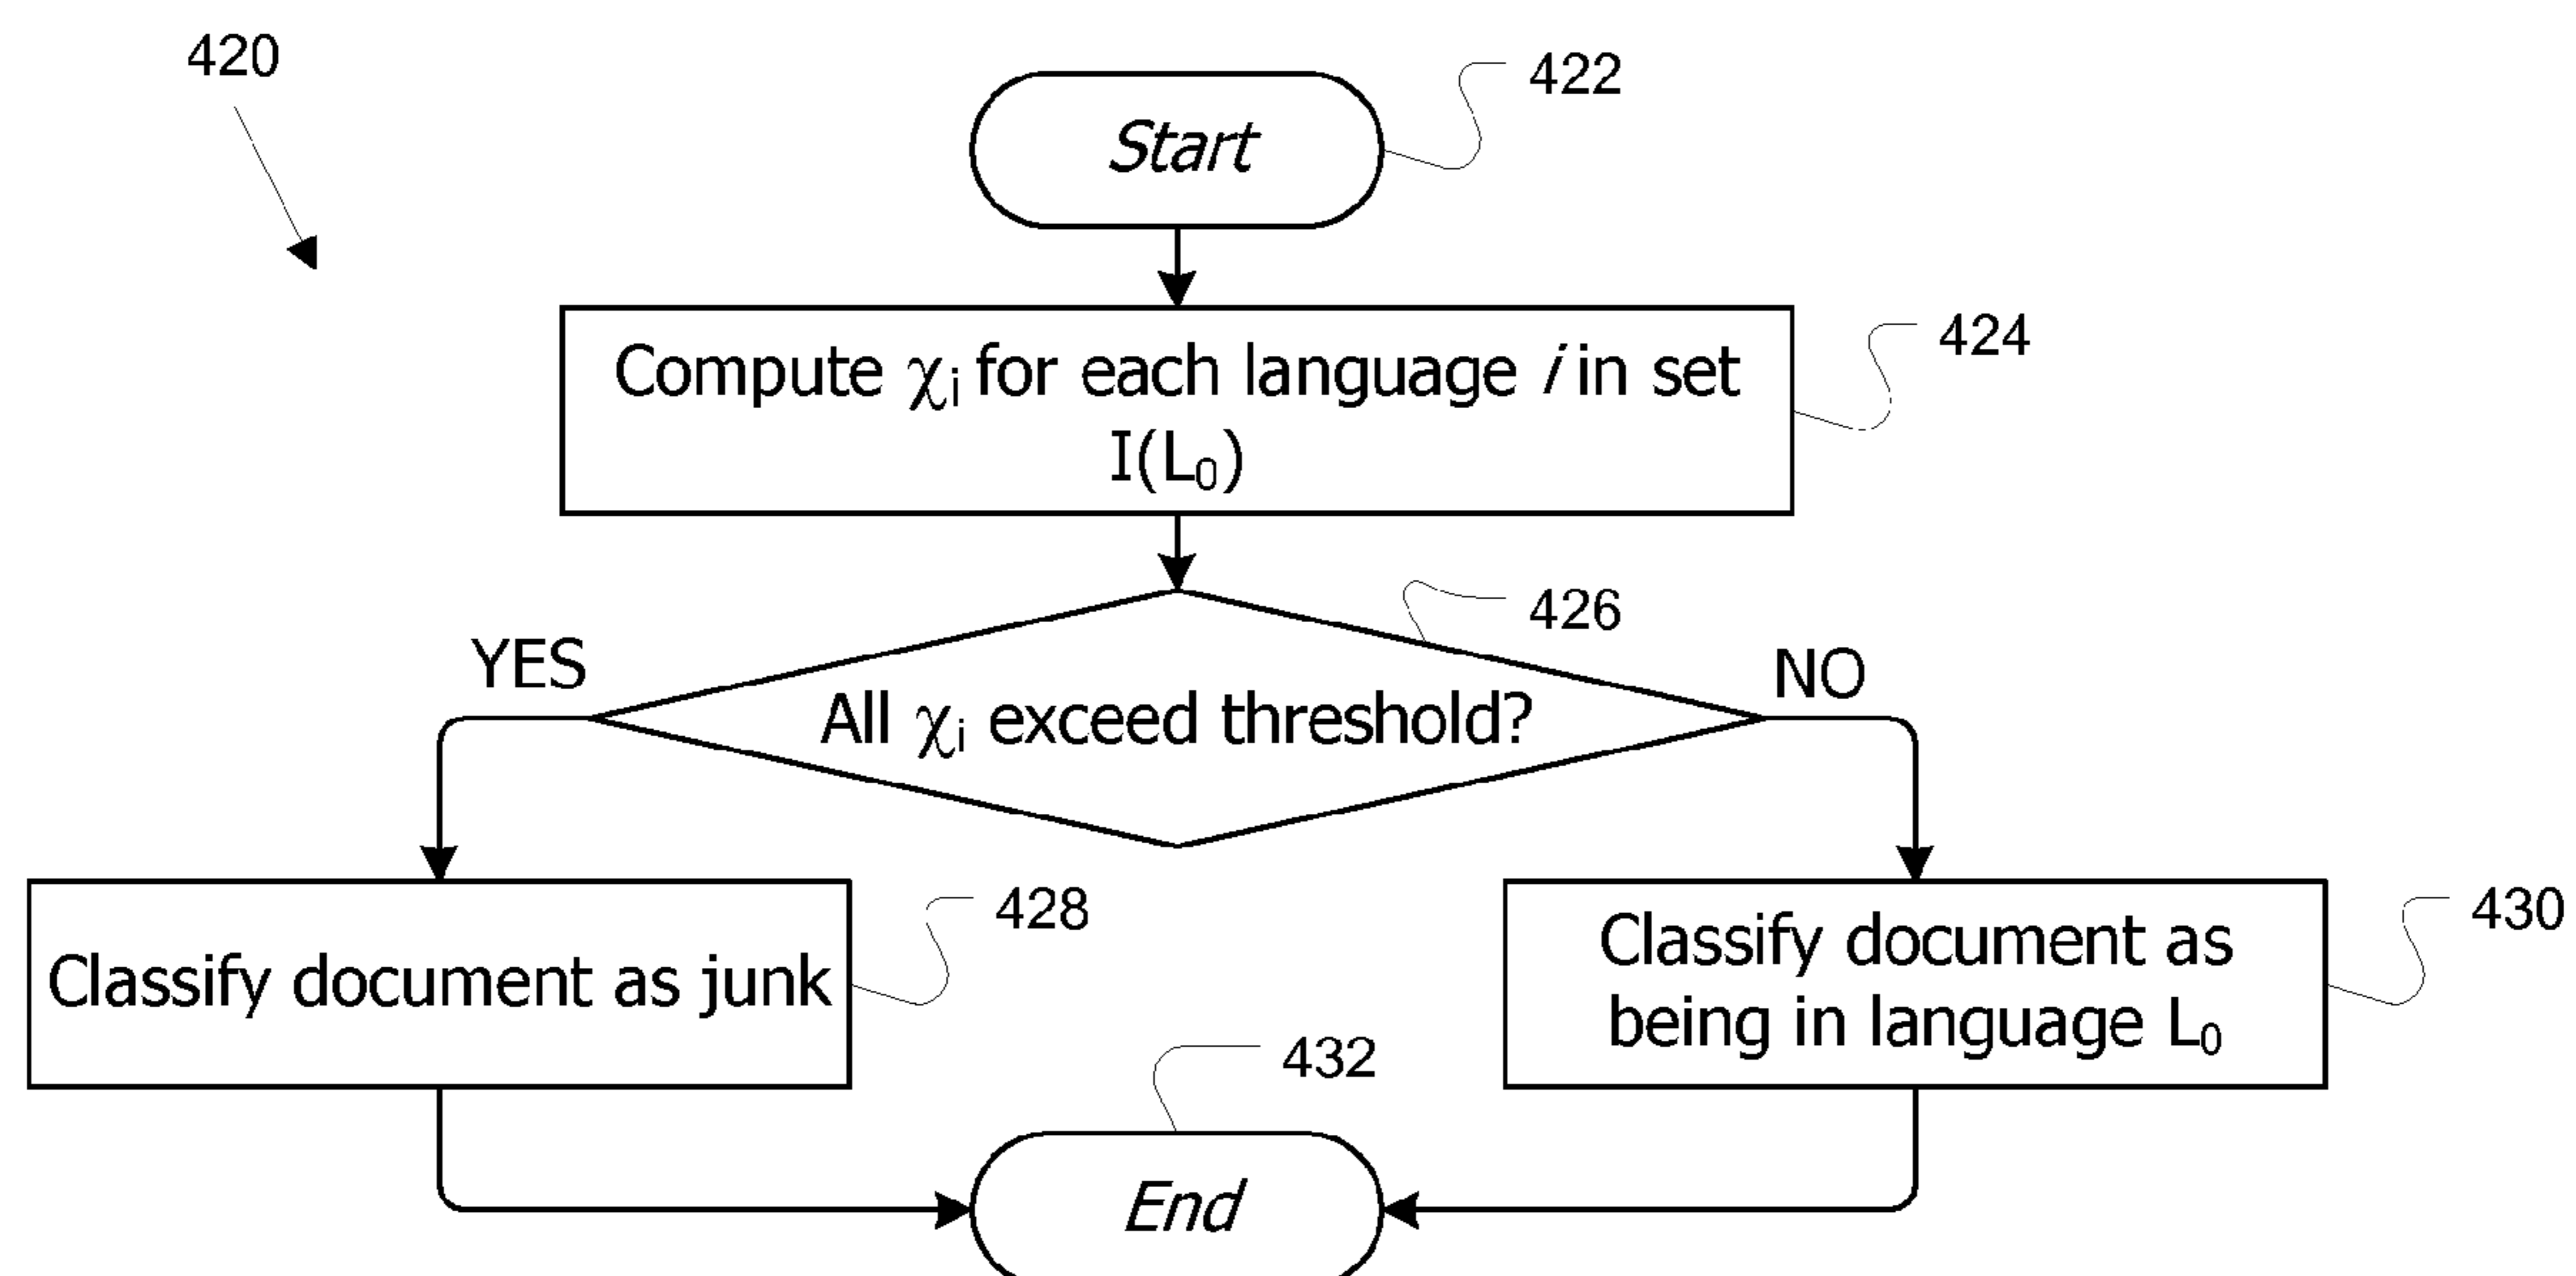 420
Start
422
Compute χᵢ for each language i in set
I(L₀)
424
426
YES
NO
All χᵢ exceed threshold?
Classify document as junk
428
Classify document as
being in language L₀
430
432
End